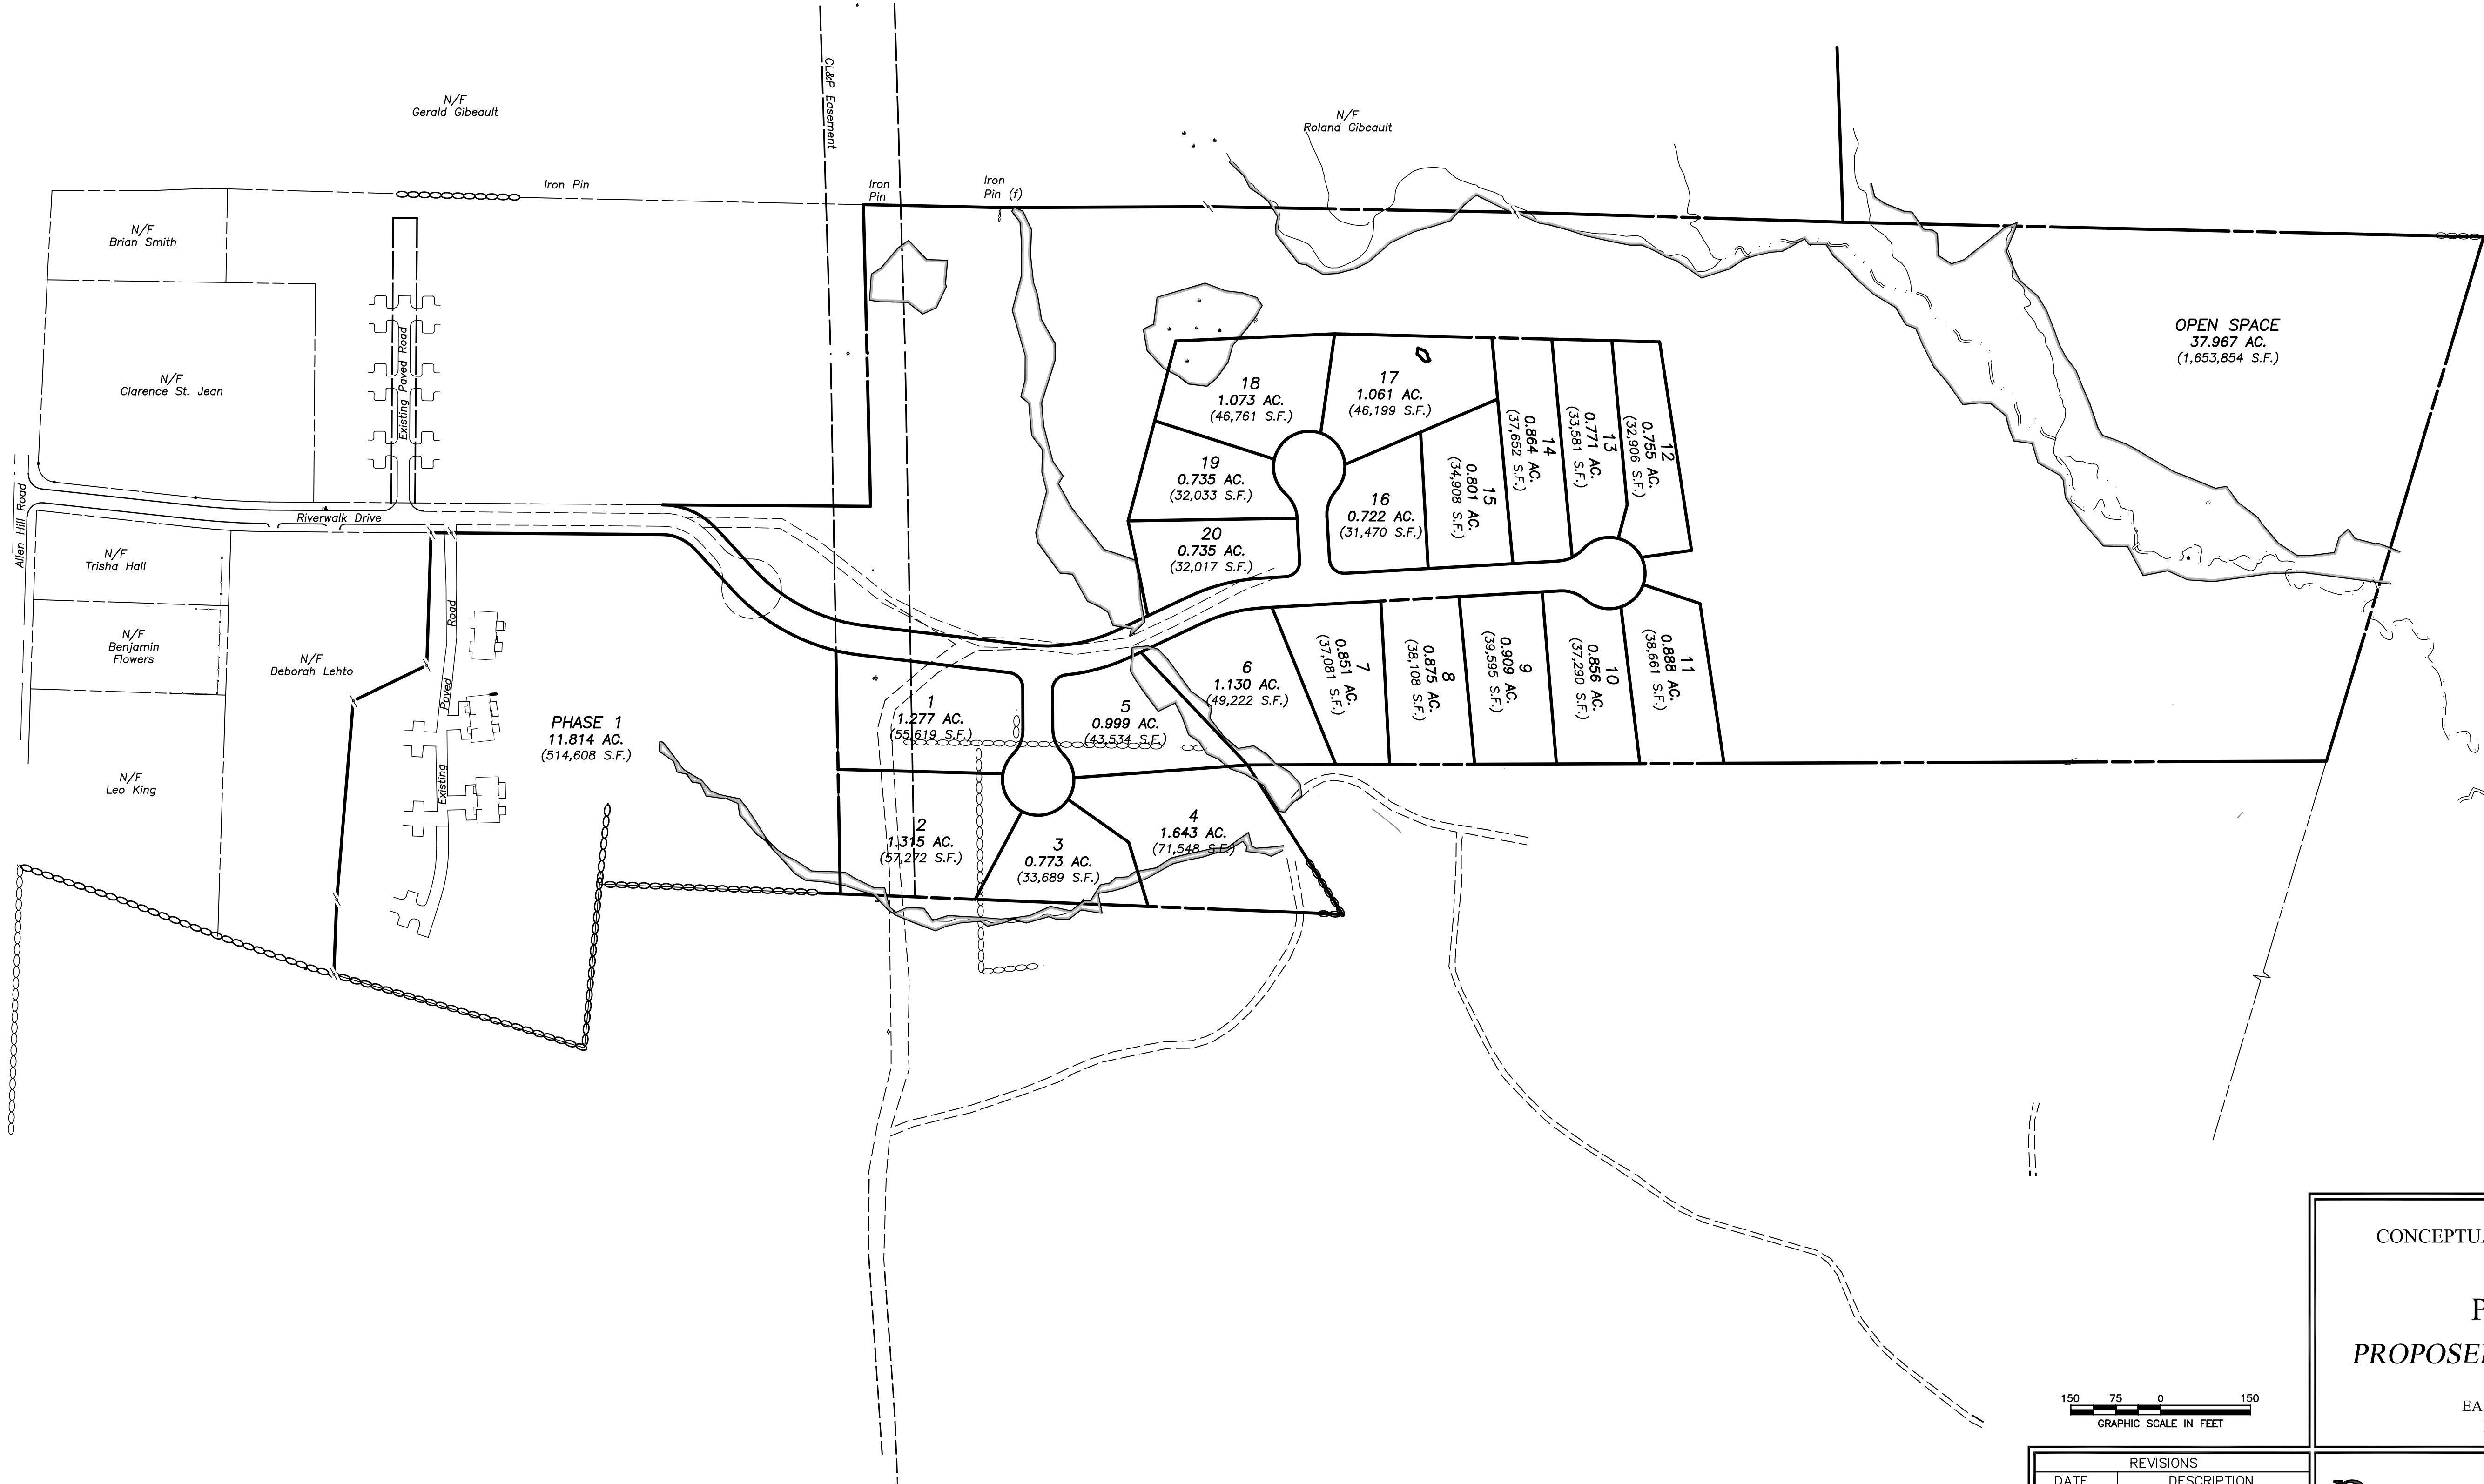 N/F
Gerald Gibeault
CL&P Easement
N/F
Roland Gibeault
Iron Pin
Iron
Pin
Iron
Pin (f)
N/F
Brian Smith
N/F
Clarence St. Jean
Existing Paved Road
Allen Hill Road
Riverwalk Drive
N/F
Trisha Hall
N/F
Benjamin
Flowers
N/F
Deborah Lehto
N/F
Leo King
Existing Paved Road
PHASE 1
11.814 AC.
(514,608 S.F.)
OPEN SPACE
37.967 AC.
(1,653,854 S.F.)
18
1.073 AC.
(46,761 S.F.)
17
1.061 AC.
(46,199 S.F.)
14
0.864 AC.
(37,652 S.F.)
13
0.771 AC.
(33,581 S.F.)
12
0.755 AC.
(32,906 S.F.)
19
0.735 AC.
(32,033 S.F.)
16
0.722 AC.
(31,470 S.F.)
15
0.801 AC.
(34,908 S.F.)
20
0.735 AC.
(32,017 S.F.)
1
1.277 AC.
(55,619 S.F.)
5
0.999 AC.
(43,534 S.F.)
6
1.130 AC.
(49,222 S.F.)
7
0.851 AC.
(37,081 S.F.)
8
0.875 AC.
(38,108 S.F.)
9
0.909 AC.
(39,595 S.F.)
10
0.856 AC.
(37,290 S.F.)
11
0.888 AC.
(38,661 S.F.)
2
1.315 AC.
(57,272 S.F.)
3
0.773 AC.
(33,689 S.F.)
4
1.643 AC.
(71,548 S.F.)
CONCEPTUA
P
PROPOSE
EA
150 75 0 150
GRAPHIC SCALE IN FEET
REVISIONS
DATE DESCRIPTION